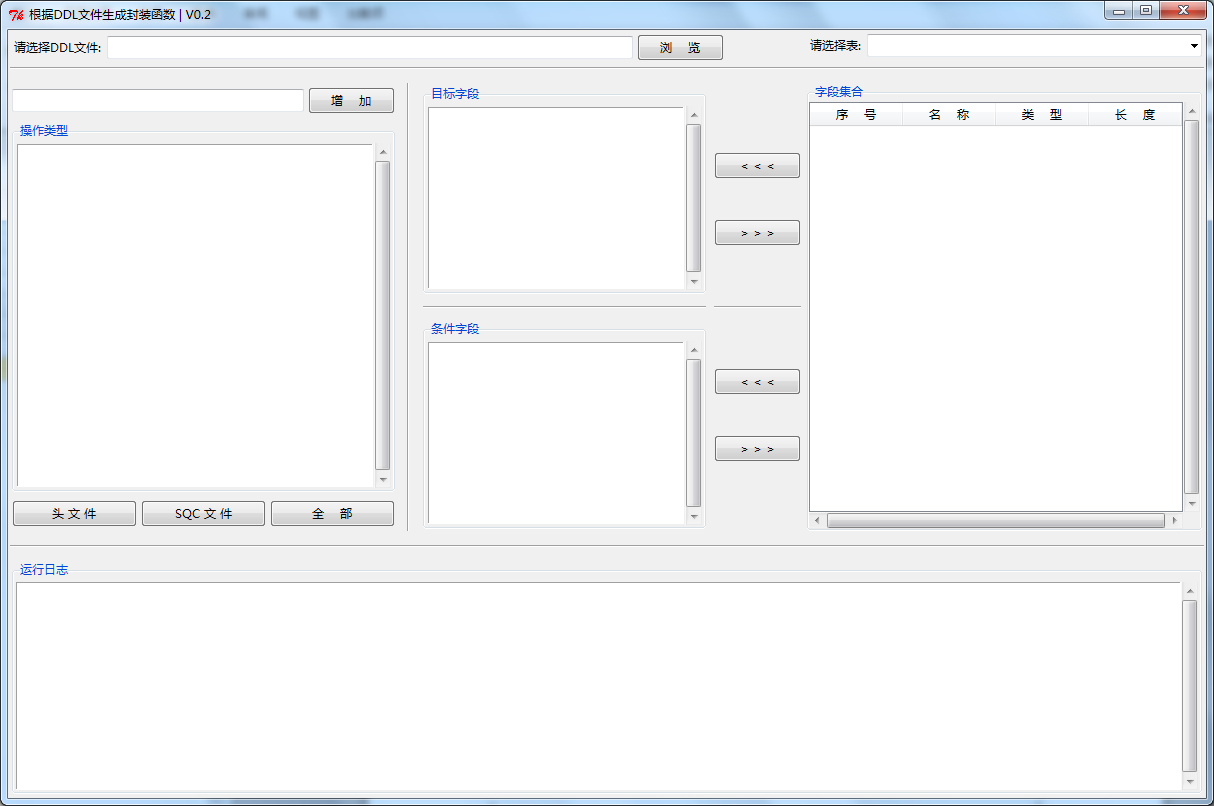 根据DDL文件生成封装函数 | V0.2
请选择DDL文件:
浏 览
请选择表:
增 加
操作类型
目标字段
字段集合
序 号 名 称 类 型 长 度
< < <
> > >
条件字段
< < <
> > >
头 文 件
SQC 文 件
全 部
运行日志